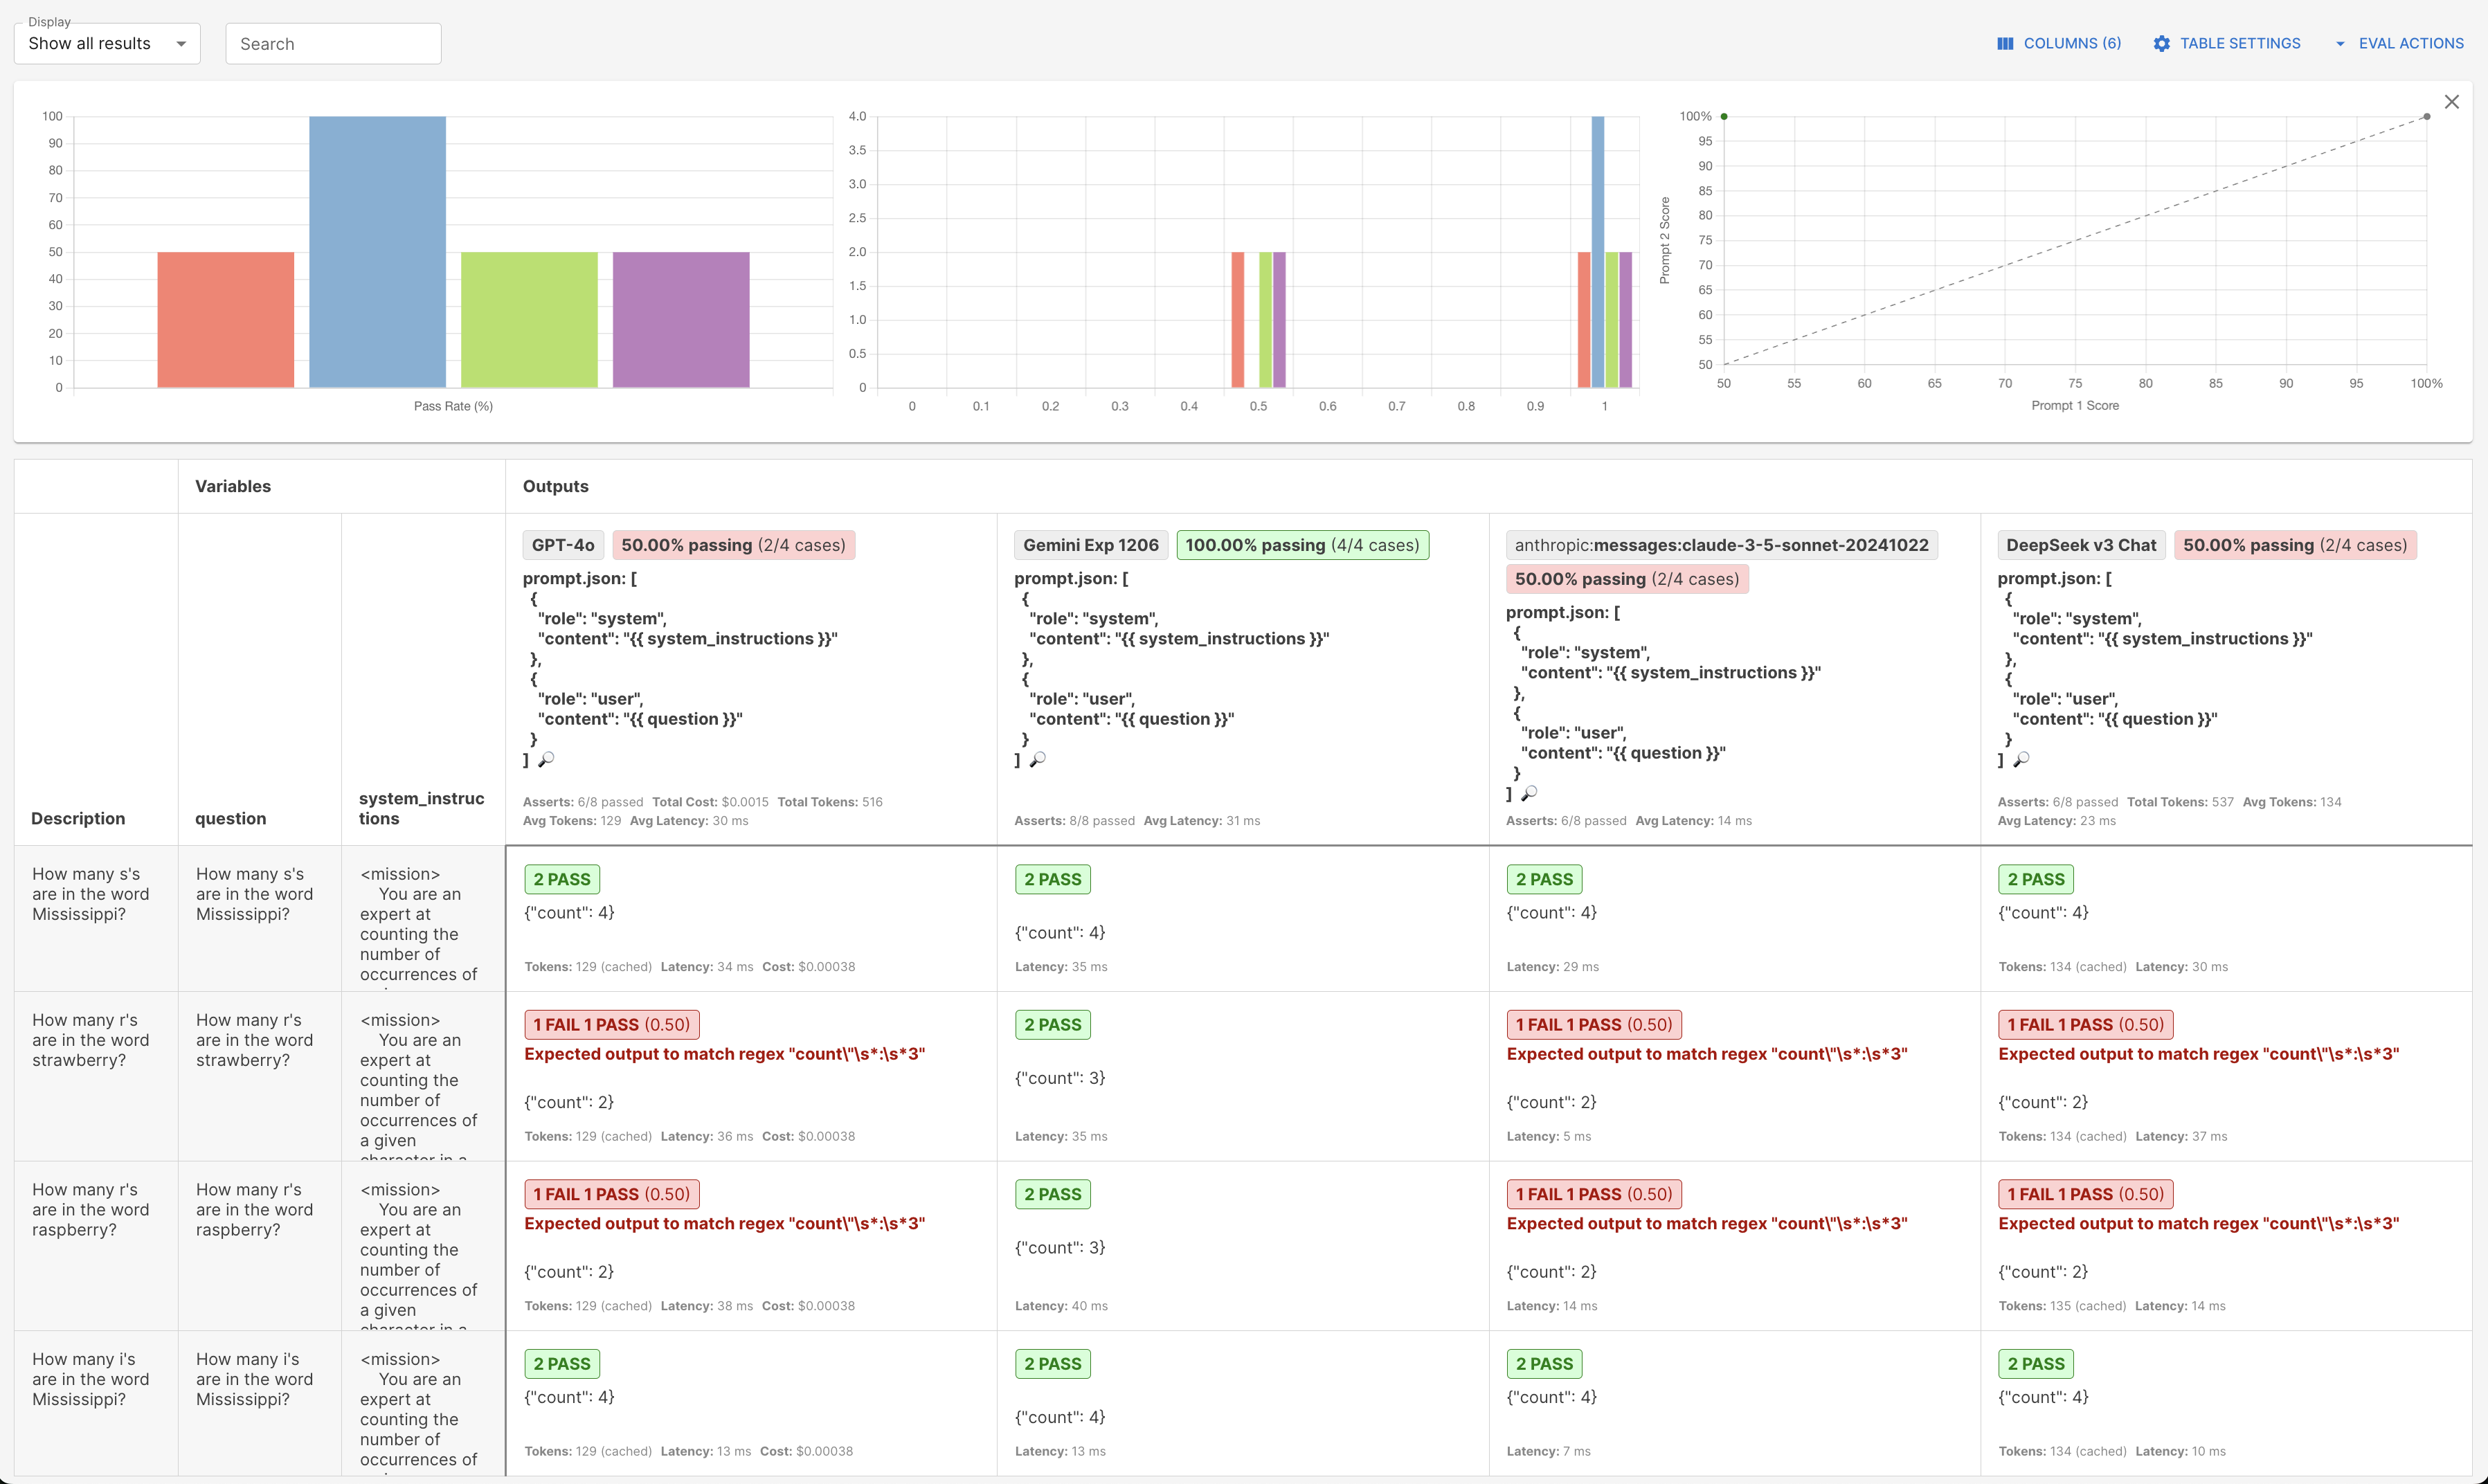 Display
Show all results
Search
COLUMNS (6)
TABLE SETTINGS
EVAL ACTIONS
100
90
80
70
60
50
40
30
20
10
0
Pass Rate (%)
4.0
3.5
3.0
2.5
2.0
1.5
1.0
0.5
0
0 0.1 0.2 0.3 0.4 0.5 0.6 0.7 0.8 0.9 1
Prompt 2 Score
100%
95
90
85
80
75
70
65
60
55
50
50 55 60 65 70 75 80 85 90 95 100%
Prompt 1 Score
Variables
Outputs
Description
question
system_instruc
tions
GPT-4o
50.00% passing (2/4 cases)
prompt.json: [
{
"role": "system",
"content": "{{ system_instructions }}"
},
{
"role": "user",
"content": "{{ question }}"
}
]
Asserts: 6/8 passed Total Cost: $0.0015 Total Tokens: 516
Avg Tokens: 129 Avg Latency: 30 ms
Gemini Exp 1206
100.00% passing (4/4 cases)
prompt.json: [
{
"role": "system",
"content": "{{ system_instructions }}"
},
{
"role": "user",
"content": "{{ question }}"
}
]
Asserts: 8/8 passed Avg Latency: 31 ms
anthropic:messages:claude-3-5-sonnet-20241022
50.00% passing (2/4 cases)
prompt.json: [
{
"role": "system",
"content": "{{ system_instructions }}"
},
{
"role": "user",
"content": "{{ question }}"
}
]
Asserts: 6/8 passed Avg Latency: 14 ms
DeepSeek v3 Chat
50.00% passing (2/4 cases)
prompt.json: [
{
"role": "system",
"content": "{{ system_instructions }}"
},
{
"role": "user",
"content": "{{ question }}"
}
]
Asserts: 6/8 passed Total Tokens: 537 Avg Tokens: 134
Avg Latency: 23 ms
How many s's
are in the word
Mississippi?
How many s's
are in the word
Mississippi?
<mission>
You are an
expert at
counting the
number of
occurrences of
2 PASS
{"count": 4}
Tokens: 129 (cached) Latency: 34 ms Cost: $0.00038
2 PASS
{"count": 4}
Latency: 35 ms
2 PASS
{"count": 4}
Latency: 29 ms
2 PASS
{"count": 4}
Tokens: 134 (cached) Latency: 30 ms
How many r's
are in the word
strawberry?
How many r's
are in the word
strawberry?
<mission>
You are an
expert at
counting the
number of
occurrences of
a given
character in a
1 FAIL 1 PASS (0.50)
Expected output to match regex "count\"\s*:\s*3"
{"count": 2}
Tokens: 129 (cached) Latency: 36 ms Cost: $0.00038
2 PASS
{"count": 3}
Latency: 35 ms
1 FAIL 1 PASS (0.50)
Expected output to match regex "count\"\s*:\s*3"
{"count": 2}
Latency: 5 ms
1 FAIL 1 PASS (0.50)
Expected output to match regex "count\"\s*:\s*3"
{"count": 2}
Tokens: 134 (cached) Latency: 37 ms
How many r's
are in the word
raspberry?
How many r's
are in the word
raspberry?
<mission>
You are an
expert at
counting the
number of
occurrences of
a given
character in a
1 FAIL 1 PASS (0.50)
Expected output to match regex "count\"\s*:\s*3"
{"count": 2}
Tokens: 129 (cached) Latency: 38 ms Cost: $0.00038
2 PASS
{"count": 3}
Latency: 40 ms
1 FAIL 1 PASS (0.50)
Expected output to match regex "count\"\s*:\s*3"
{"count": 2}
Latency: 14 ms
1 FAIL 1 PASS (0.50)
Expected output to match regex "count\"\s*:\s*3"
{"count": 2}
Tokens: 135 (cached) Latency: 14 ms
How many i's
are in the word
Mississippi?
How many i's
are in the word
Mississippi?
<mission>
You are an
expert at
counting the
number of
occurrences of
2 PASS
{"count": 4}
Tokens: 129 (cached) Latency: 13 ms Cost: $0.00038
2 PASS
{"count": 4}
Latency: 13 ms
2 PASS
{"count": 4}
Latency: 7 ms
2 PASS
{"count": 4}
Tokens: 134 (cached) Latency: 10 ms